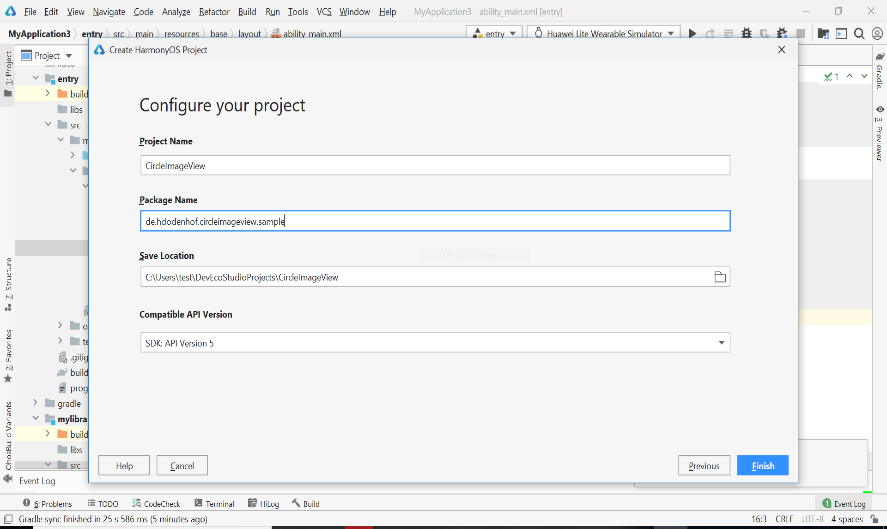 File Edit View Navigate Code Analyze Refactor Build Run Tools VCS Window Help MyApplication3 - ability_main.xml [entry]
MyApplication3 entry src main resources base layout ability_main.xml entry Huawei Lite Wearable Simulator
Create HarmonyOS Project
1: Project
Project
entry
build
libs
src
Configure your project
Project Name
CircleImageView
Package Name
de.hdodenhof.circleimageview.sample
Save Location
C:\Users\test\DevEcoStudioProjects\CircleImageView
Compatible API Version
SDK: API Version 5
.gitig
build
prog
gradle
mylibra
build
libs
src
Help Cancel Previous Finish
1
Gradle
Previewer
7: Structure
2: Favorites
OhosBuild Variants
Event Log
6: Problems TODO CodeCheck Terminal HiLog Build 1 Event Log
Gradle sync finished in 25 s 586 ms (5 minutes ago) 16:3 CRLF UTF-8 4 spaces